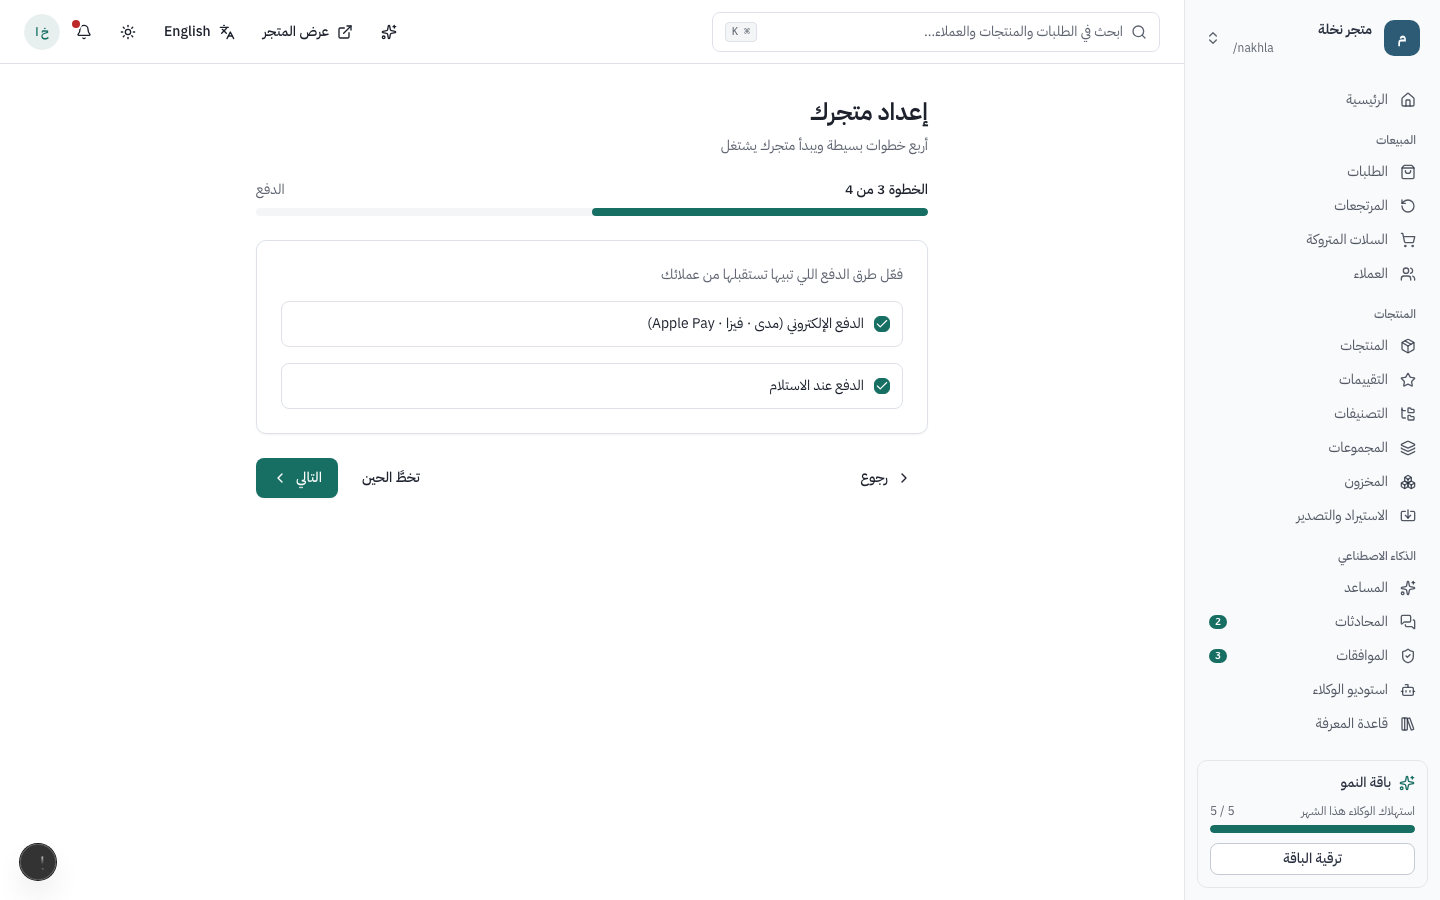 متجر نخلة
/nakhla
ابحث في الطلبات والمنتجات والعملاء...
⌘ K
عرض المتجر
English
خ ا
الرئيسية
المبيعات
الطلبات
المرتجعات
السلات المتروكة
العملاء
المنتجات
المنتجات
التقييمات
التصنيفات
المجموعات
المخزون
الاستيراد والتصدير
الذكاء الاصطناعي
المساعد
المحادثات
2
الموافقات
3
استوديو الوكلاء
قاعدة المعرفة
باقة النمو
استهلاك الوكلاء هذا الشهر
5 / 5
ترقية الباقة
إعداد متجرك
أربع خطوات بسيطة ويبدأ متجرك يشتغل
الخطوة 3 من 4
الدفع
فعّل طرق الدفع اللي تبيها تستقبلها من عملائك
الدفع الإلكتروني (مدى · فيزا · Apple Pay)
الدفع عند الاستلام
رجوع
تخطَّ الحين
التالي
!